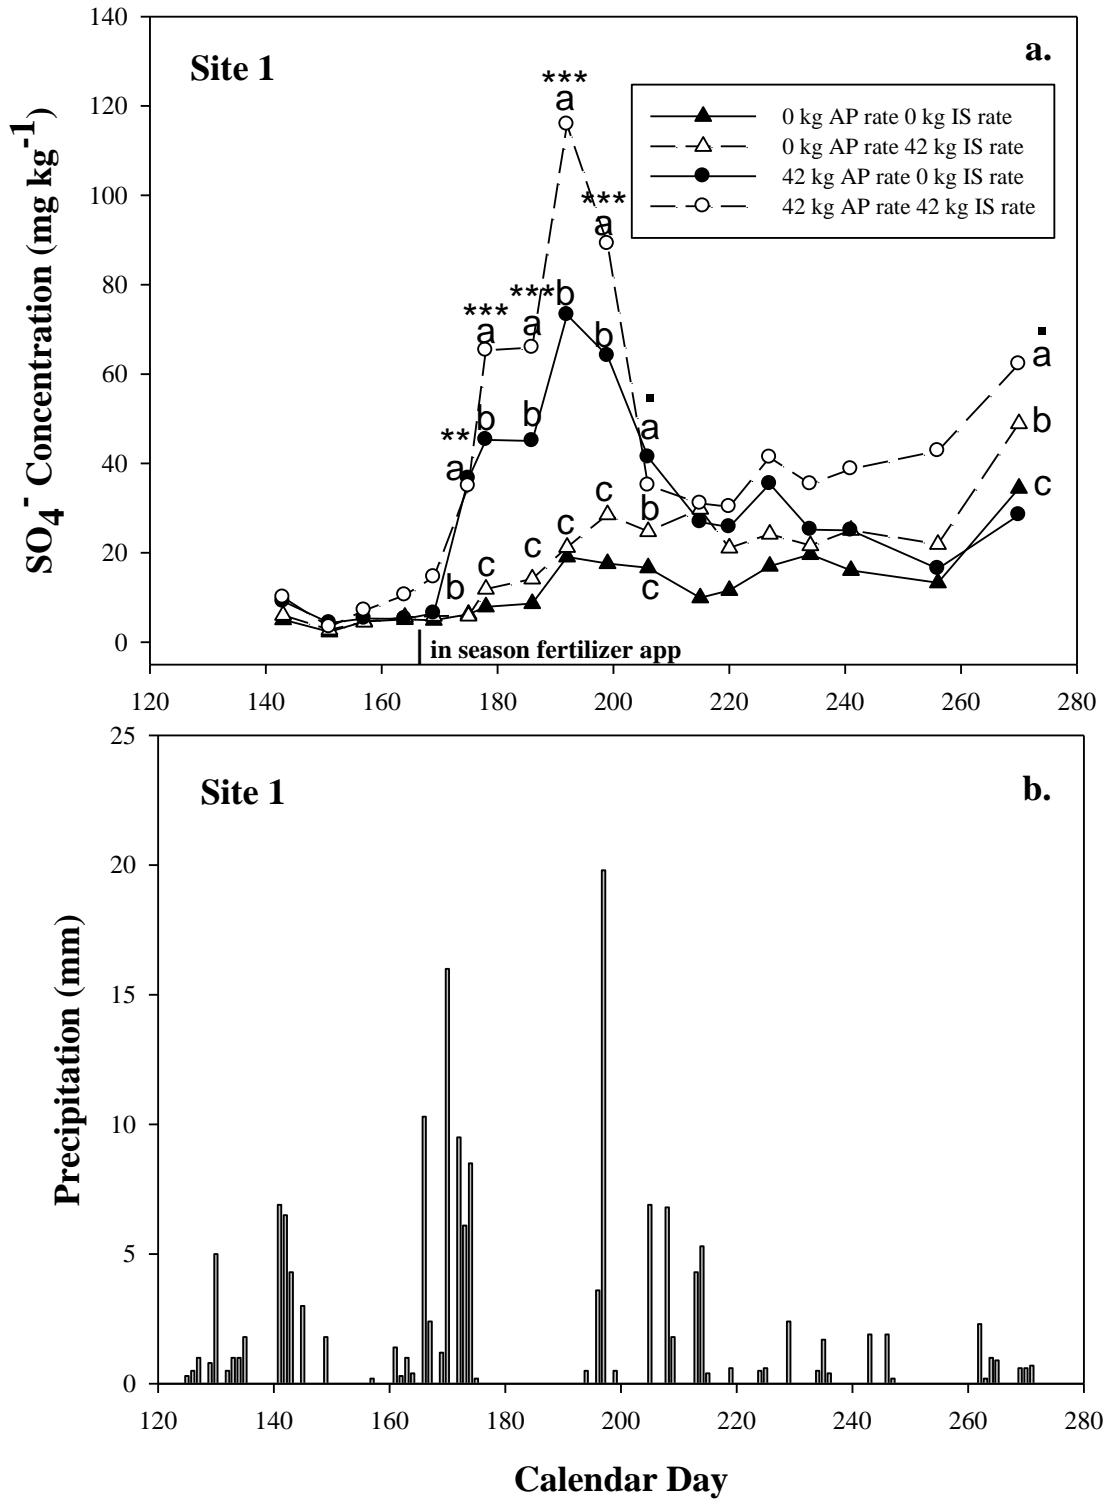 140
Site 1
a.
***
a
120
0 kg AP rate 0 kg IS rate
0 kg AP rate 42 kg IS rate
42 kg AP rate 0 kg IS rate
42 kg AP rate 42 kg IS rate
100
***
a
80
***
a
***
a
b
b
60
a
b
b
b
a
b
40
**
a
c
c
c
c
b
c
20
b
c
0
in season fertilizer app
SO4- Concentration (mg kg-1)
120 140 160 180 200 220 240 260 280
25
Site 1
b.
20
15
10
5
0
Precipitation (mm)
120 140 160 180 200 220 240 260 280
Calendar Day